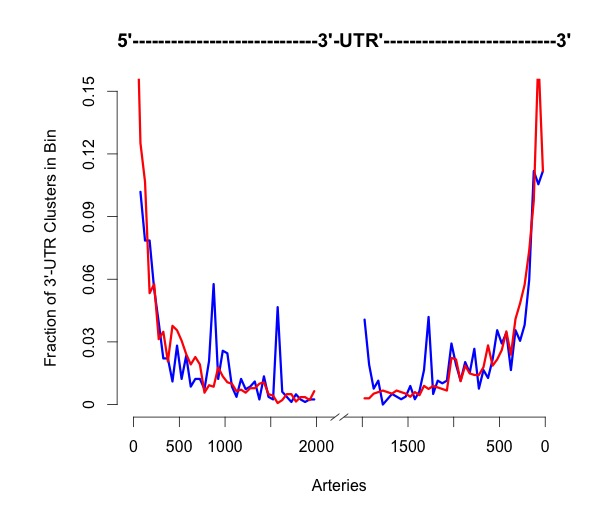 5'-----------------------------3'-UTR'---------------------------3'
Fraction of 3'-UTR Clusters in Bin
0.15
0.12
0.09
0.06
0.03
0
0 500 1000 2000 1500 500 0
Arteries